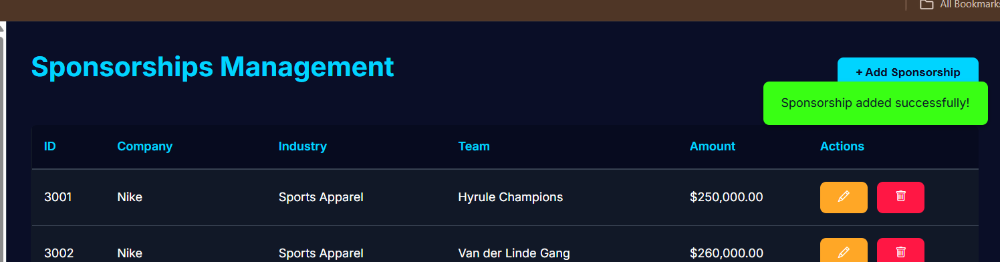 All Bookmarks
Sponsorships Management
+ Add Sponsorship
Sponsorship added successfully!
ID Company Industry Team Amount Actions
3001 Nike Sports Apparel Hyrule Champions $250,000.00
3002 Nike Sports Apparel Van der Linde Gang $260,000.00